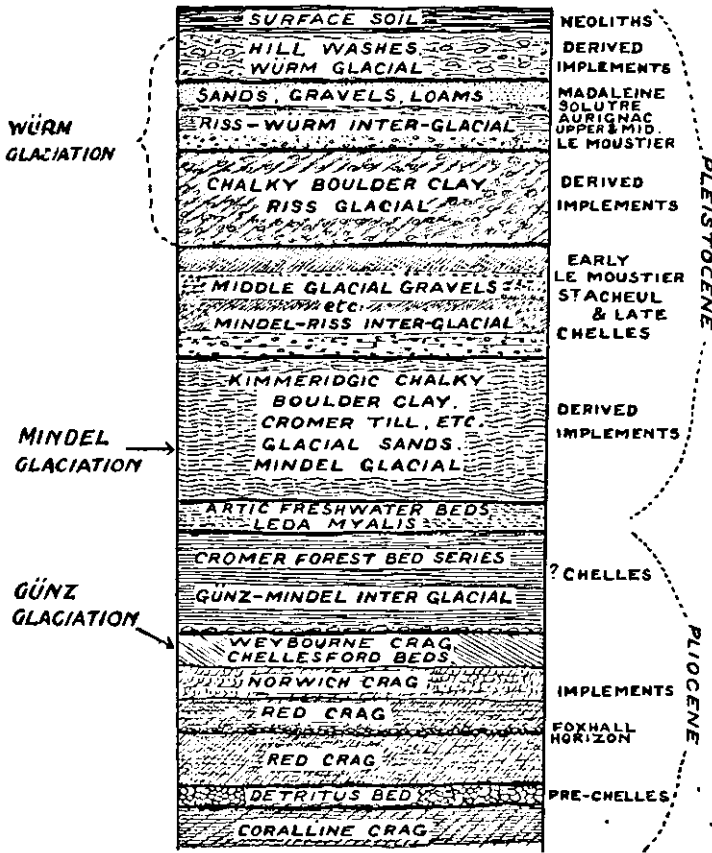 SURFACE SOIL
NEOLITHS
HILL WASHES
WÜRM GLACIAL
DERIVED
IMPLEMENTS
SANDS, GRAVELS, LOAMS
RISS-WURM INTER-GLACIAL
MADALEINE
SOLUTRE
AURIGNAC
UPPER & MID.
LE MOUSTIER
WÜRM
GLACIATION
CHALKY BOULDER CLAY
RISS GLACIAL
DERIVED
IMPLEMENTS
MIDDLE GLACIAL GRAVELS
etc.
MINDEL-RISS INTER-GLACIAL
EARLY
LE MOUSTIER
STACHEUL
& LATE
CHELLES
PLEISTOCENE
KIMMERIDGIC CHALKY
BOULDER CLAY,
CROMER TILL, ETC.
GLACIAL SANDS.
MINDEL GLACIAL
DERIVED
IMPLEMENTS
MINDEL
GLACIATION
ARTIC FRESHWATER BEDS
LEDA MYALIS
CROMER FOREST BED SERIES
GÜNZ-MINDEL INTER GLACIAL
? CHELLES
GÜNZ
GLACIATION
WEYBOURNE CRAG
CHELLESFORD BEDS
NORWICH CRAG
IMPLEMENTS
RED CRAG
FOXHALL
HORIZON
RED CRAG
DETRITUS BED
PRE-CHELLES
CORALLINE CRAG
PLIOCENE